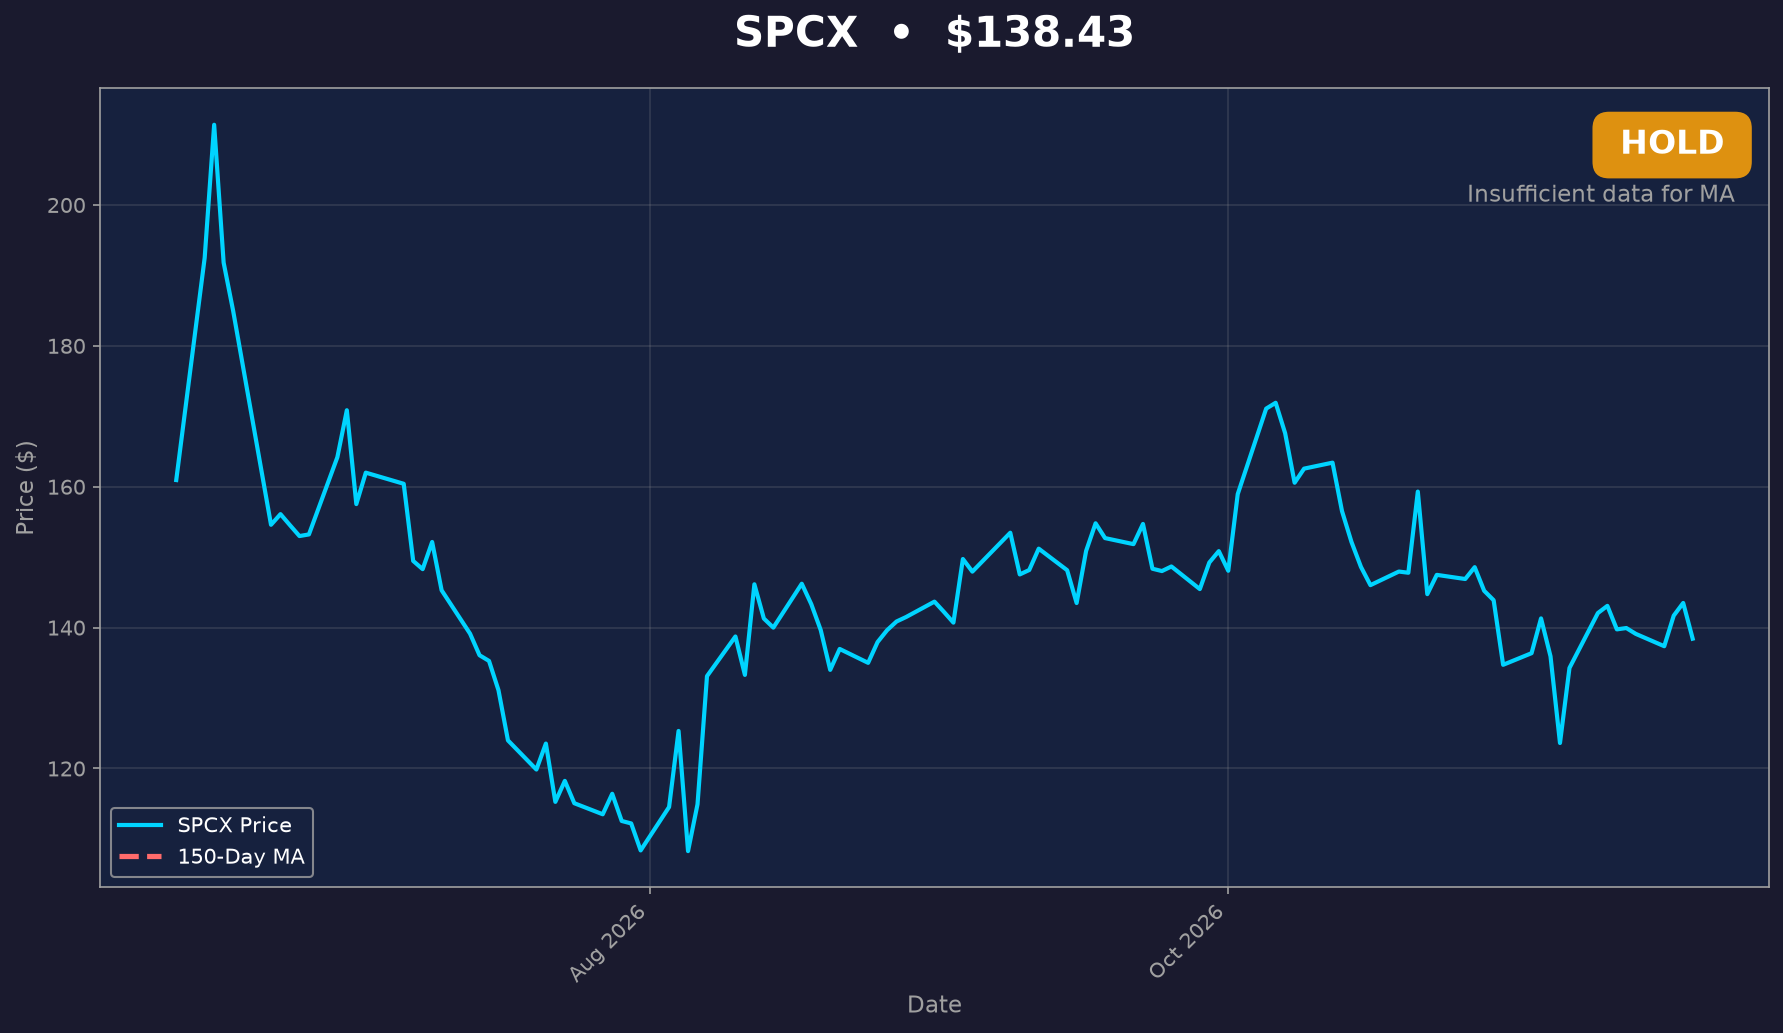 SPCX • $138.43
HOLD
Insufficient data for MA
200
180
160
140
120
Price ($)
SPCX Price
150-Day MA
Aug 2026
Oct 2026
Date